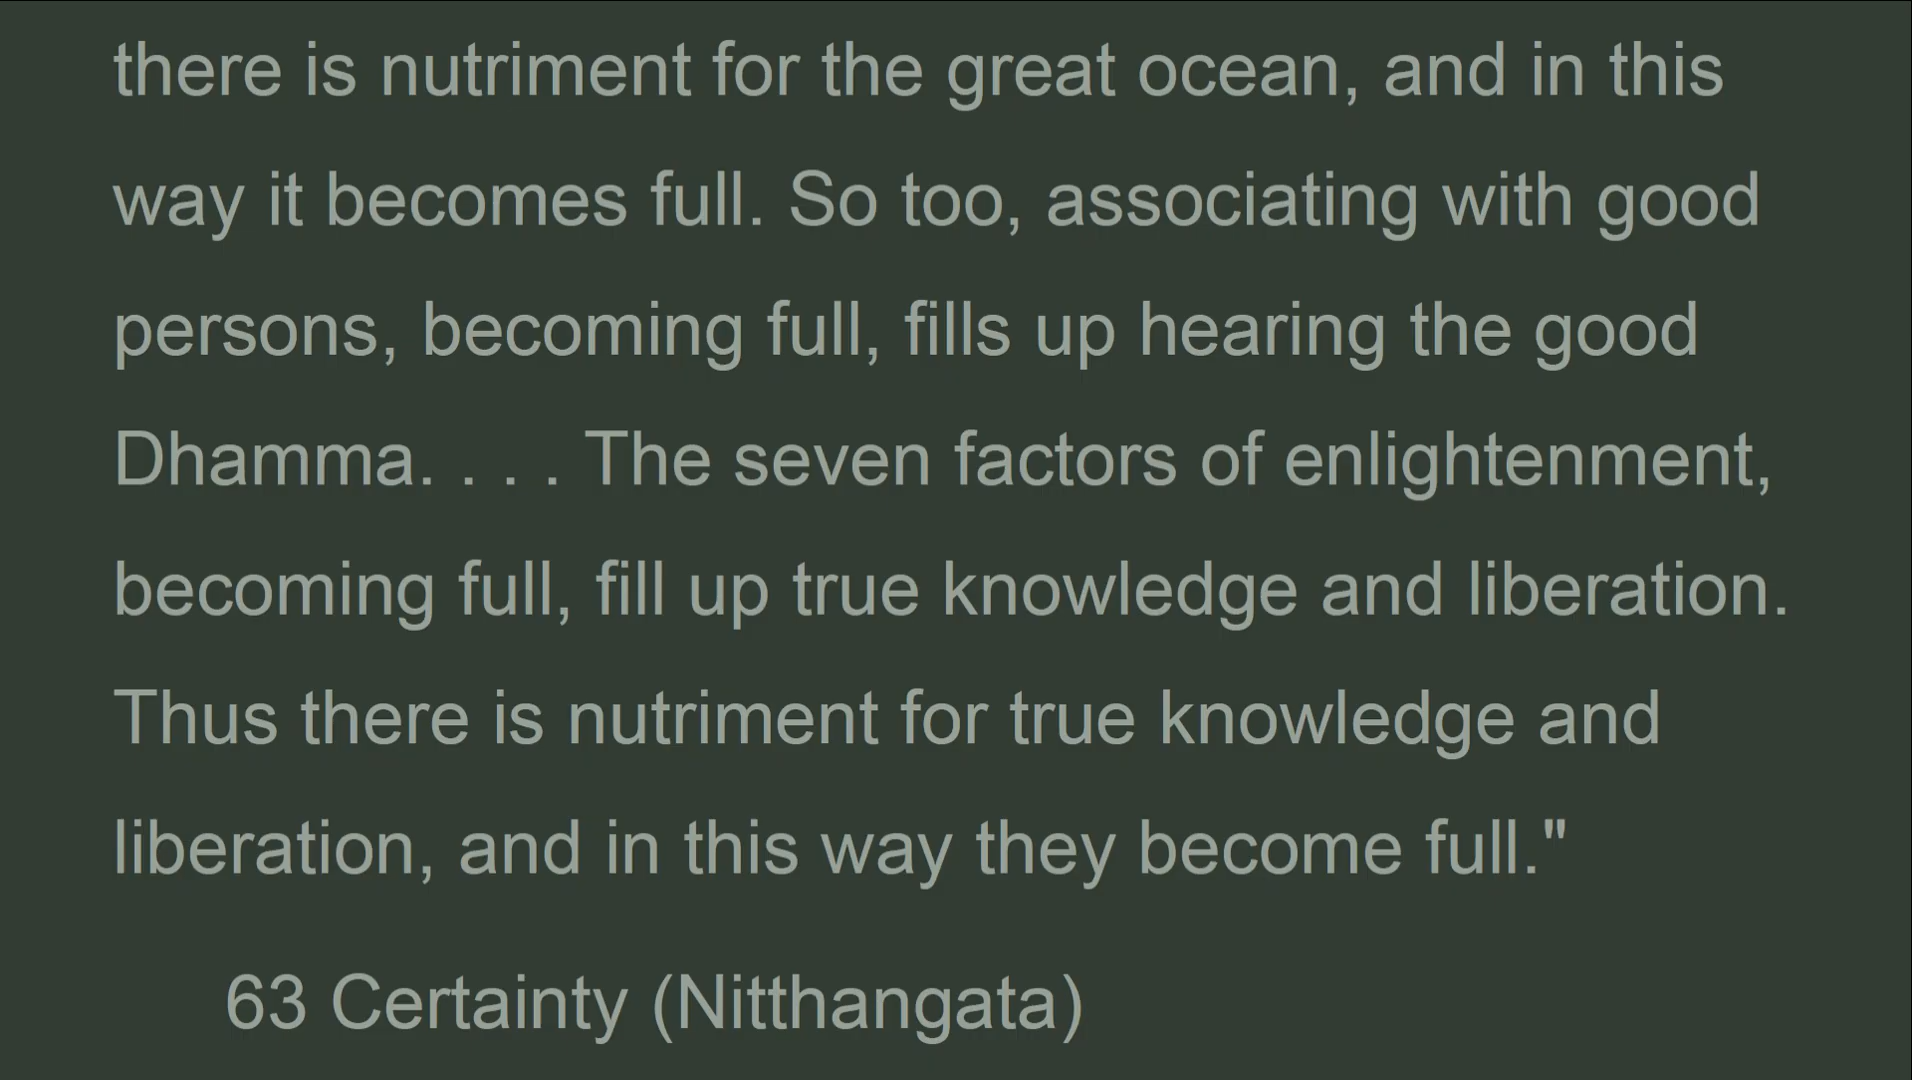 there is nutriment for the great ocean, and in this
way it becomes full. So too, associating with good
persons, becoming full, fills up hearing the good
Dhamma. . . . The seven factors of enlightenment,
becoming full, fill up true knowledge and liberation.
Thus there is nutriment for true knowledge and
liberation, and in this way they become full."
63 Certainty (Nitthangata)